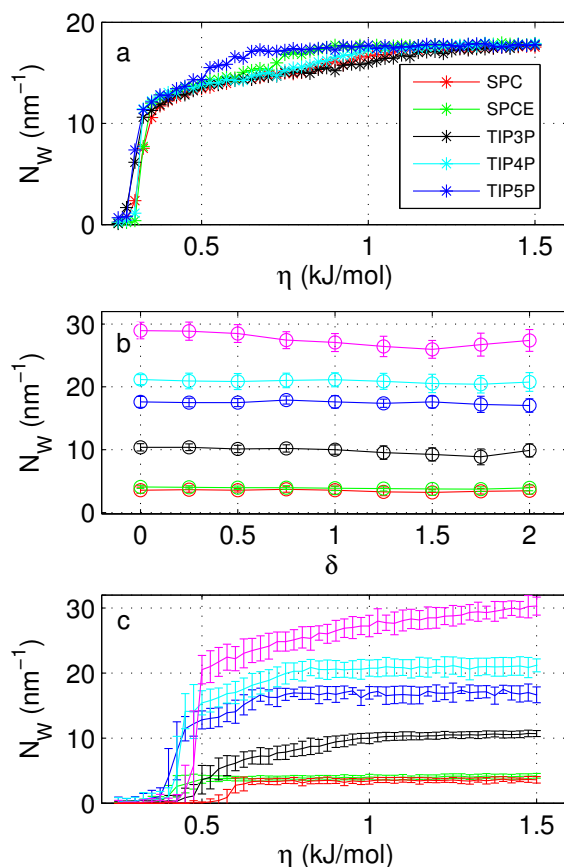 20
a
10
0
N_W (nm⁻¹)
SPC
SPCE
TIP3P
TIP4P
TIP5P
0.5 1 1.5
η (kJ/mol)
30
b
20
10
0
N_W (nm⁻¹)
0 0.5 1 1.5 2
δ
30
c
20
10
0
N_W (nm⁻¹)
0.5 1 1.5
η (kJ/mol)